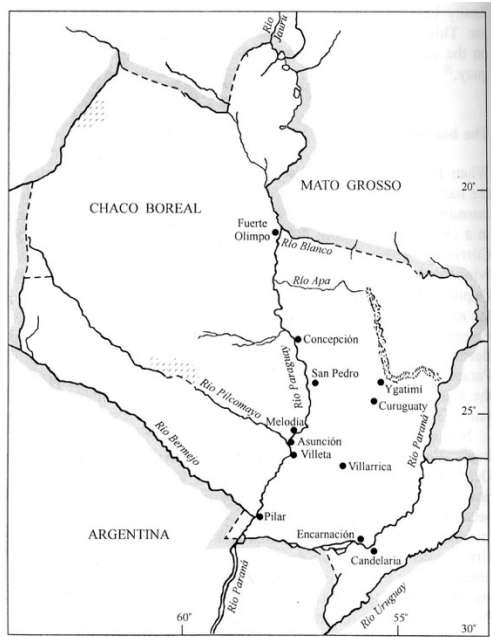 Río
Jaurú
MATO GROSSO
20°
CHACO BOREAL
Fuerte
Olimpo
Río Blanco
Río Apa
Concepción
Río Paraguay
San Pedro
Ygatimí
Curuguaty
25°
Río Pilcomayo
Río Paraná
Melodía
Asunción
Villeta
Río Bermejo
Villarrica
Pilar
ARGENTINA
Encarnación
Candelaria
Río Paraná
Río Uruguay
60°
55°
30°